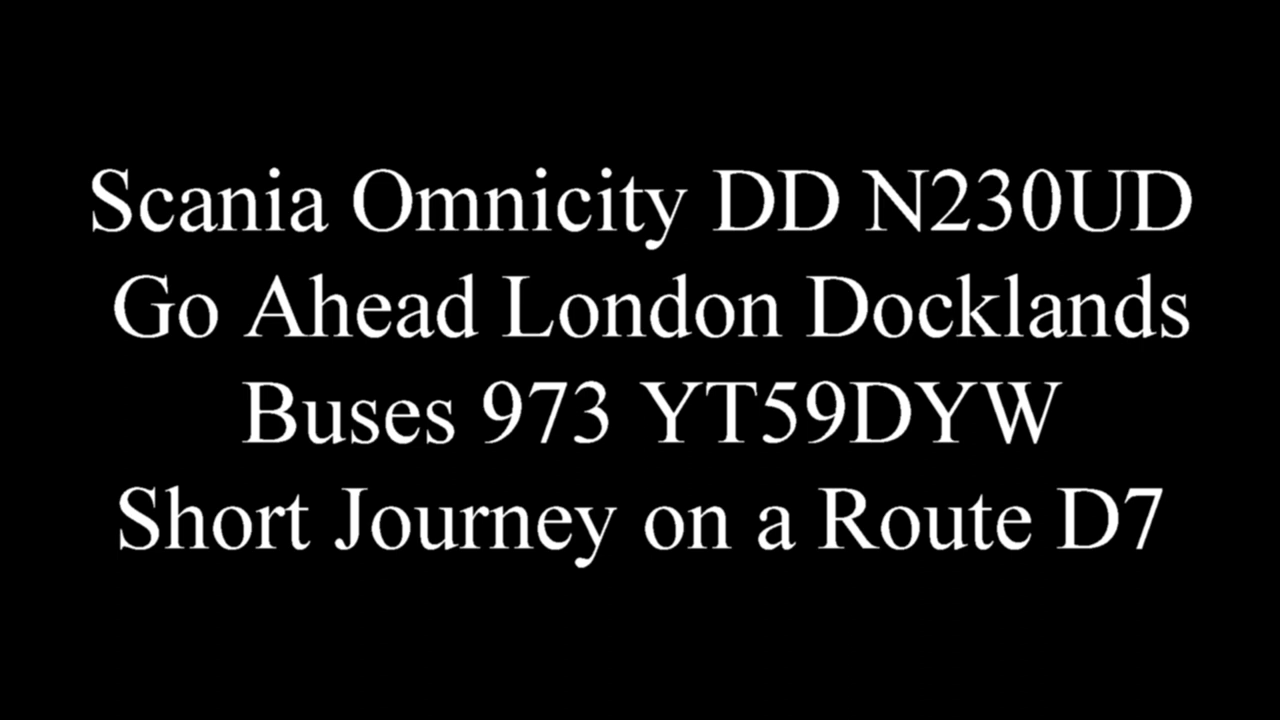 Scania Omnicity DD N230UD
Go Ahead London Docklands
Buses 973 YT59DYW
Short Journey on a Route D7